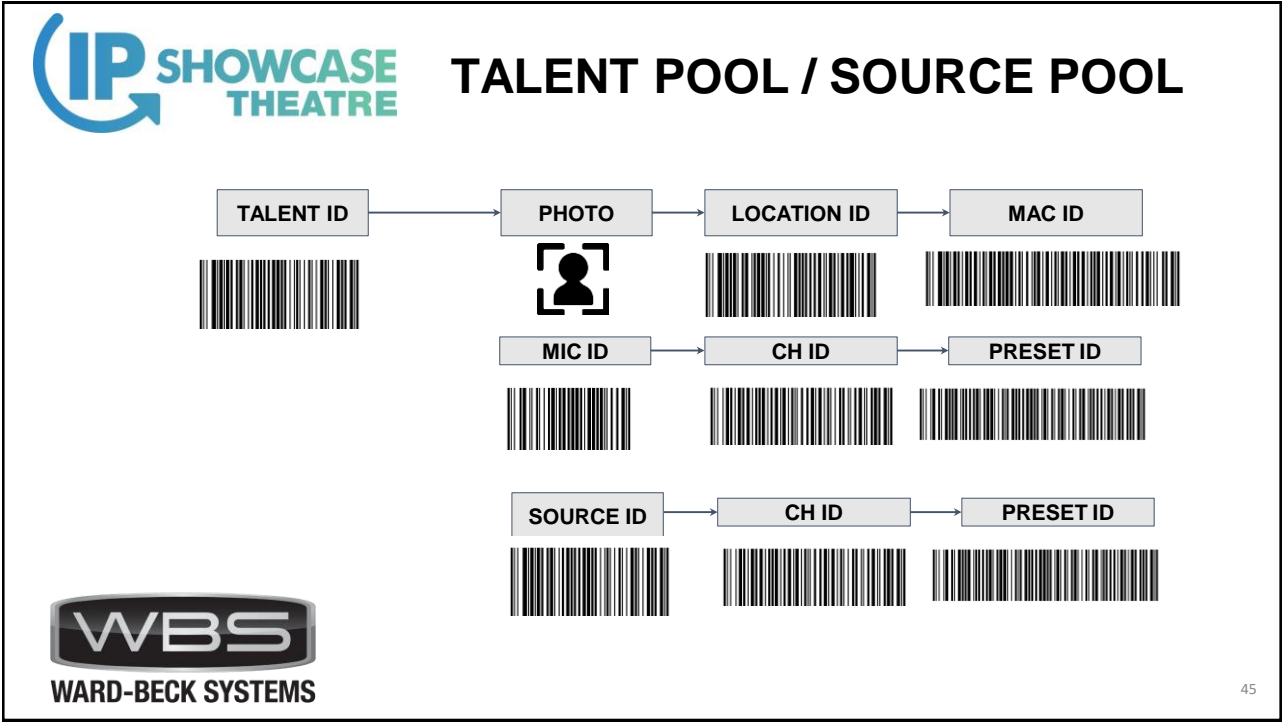 IP SHOWCASE
THEATRE
TALENT POOL / SOURCE POOL
TALENT ID
PHOTO
LOCATION ID
MAC ID
MIC ID
CH ID
PRESET ID
SOURCE ID
CH ID
PRESET ID
WBS
WARD-BECK SYSTEMS
45